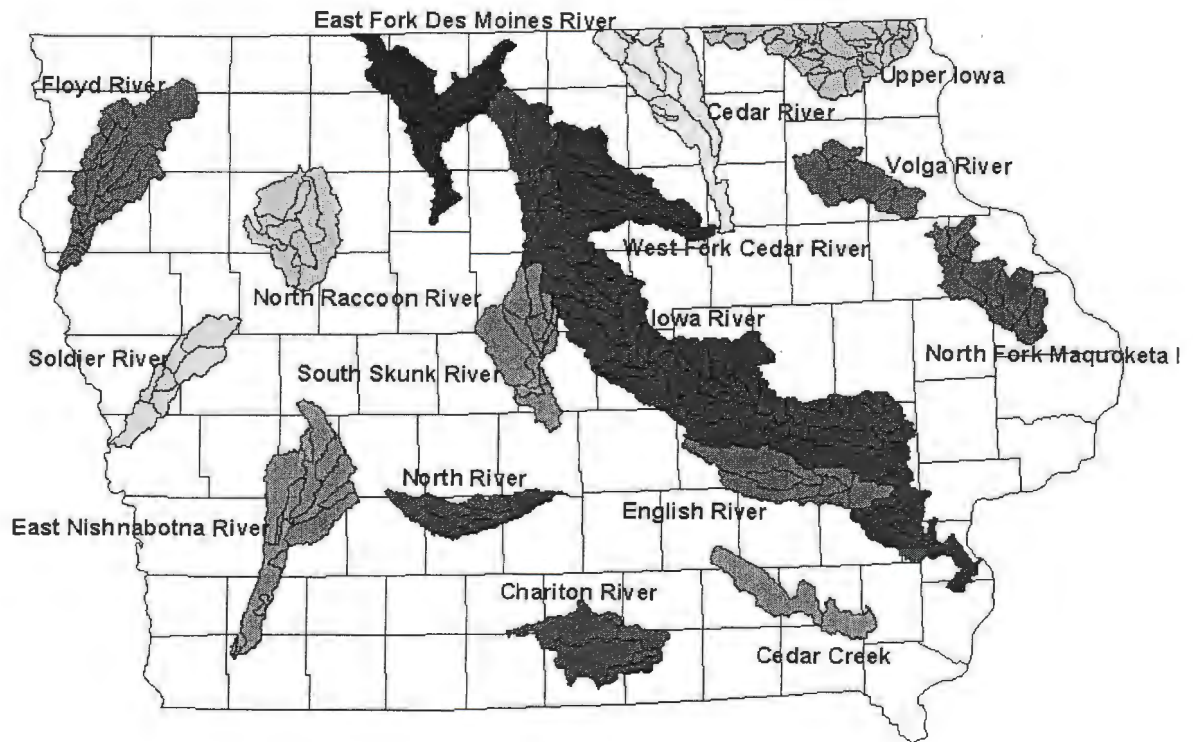 East Fork Des Moines River
Floyd River
Upper Iowa
Cedar River
Volga River
West Fork Cedar River
North Raccoon River
Iowa River
Soldier River
South Skunk River
North Fork Maquoketa I
North River
East Nishnabotna River
English River
Chariton River
Cedar Creek